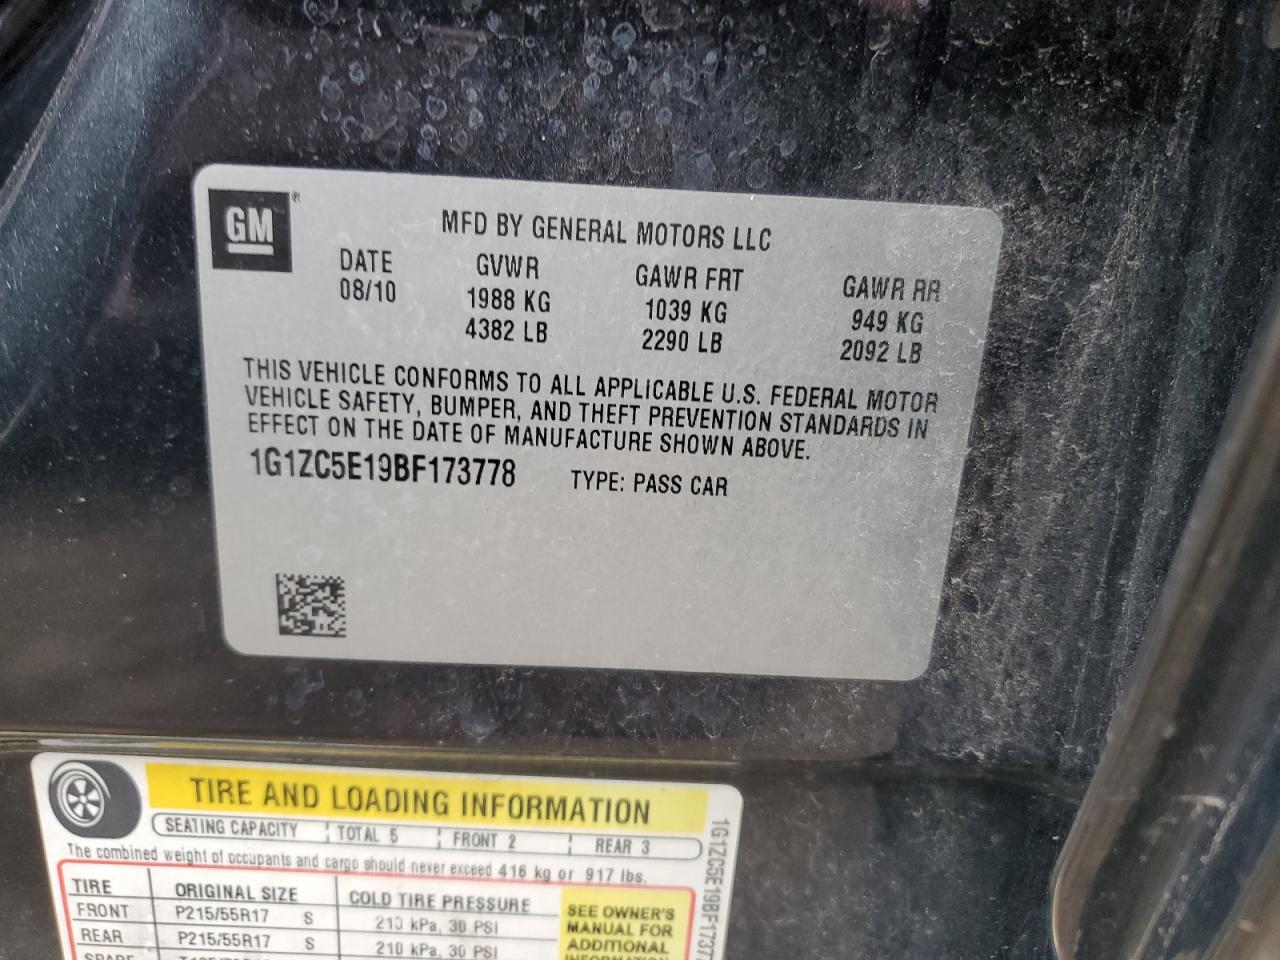 GM ®
MFD BY GENERAL MOTORS LLC
DATE GVWR GAWR FRT GAWR RR
08/10 1988 KG 1039 KG 949 KG
4382 LB 2290 LB 2092 LB
THIS VEHICLE CONFORMS TO ALL APPLICABLE U.S. FEDERAL MOTOR
VEHICLE SAFETY, BUMPER, AND THEFT PREVENTION STANDARDS IN
EFFECT ON THE DATE OF MANUFACTURE SHOWN ABOVE.
1G1ZC5E19BF173778 TYPE: PASS CAR
TIRE AND LOADING INFORMATION
SEATING CAPACITY TOTAL 5 FRONT 2 REAR 3
The combined weight of occupants and cargo should never exceed 416 kg or 917 lbs.
TIRE ORIGINAL SIZE COLD TIRE PRESSURE
FRONT P215/55R17 S 210 kPa, 30 PSI
REAR P215/55R17 S 210 kPa, 30 PSI
SPARE
SEE OWNER'S
MANUAL FOR
ADDITIONAL
INFORMATION
1G1ZC5E19BF1737